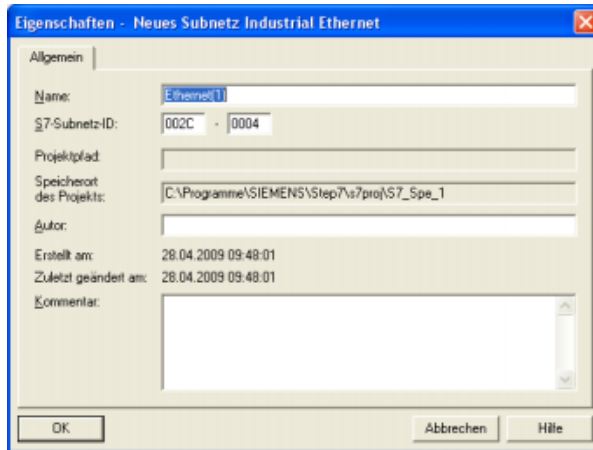 Eigenschaften - Neues Subnetz Industrial Ethernet
Allgemein
Name: Ethernet(1)
S7-Subnetz-ID: 002C - 0004
Projektpfad:
Speicherort
des Projekts: C:\Programme\SIEMENS\Step7\s7proj\S7_Spe_1
Autor:
Erstellt am: 28.04.2009 09:48:01
Zuletzt geändert am: 28.04.2009 09:48:01
Kommentar:
OK Abbrechen Hilfe